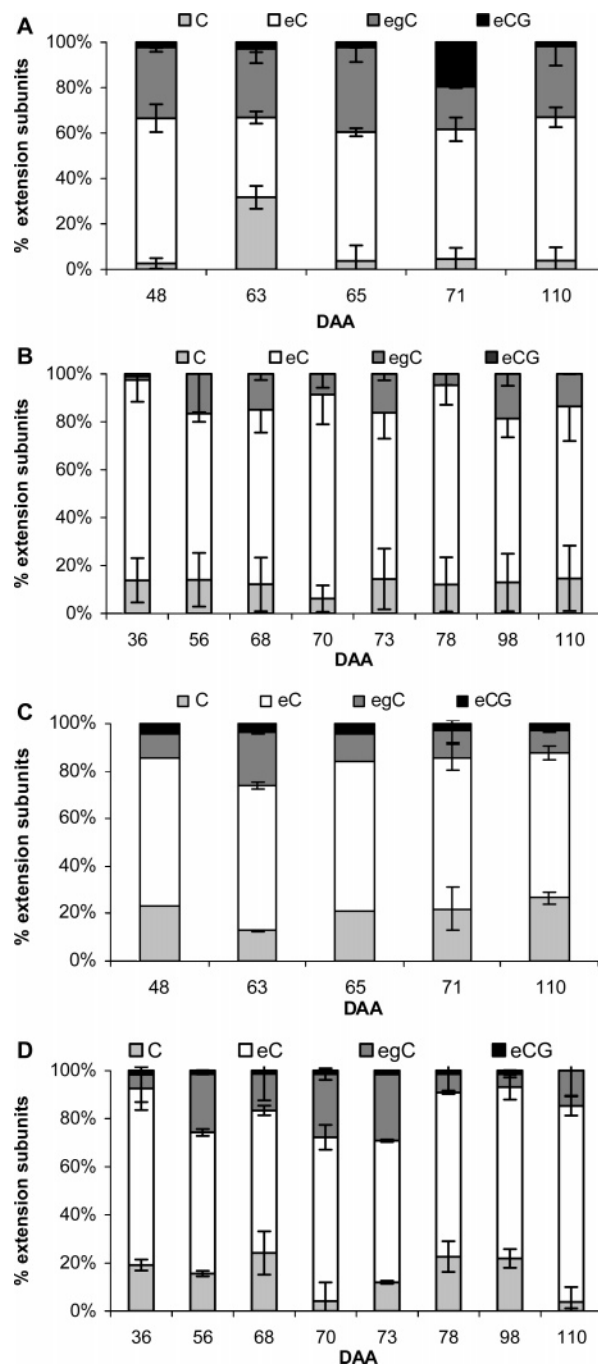 A
C eC egC eCG
% extension subunits
100%
80%
60%
40%
20%
0%
48 63 65 71 110
DAA
B
C eC egC eCG
% extension subunits
100%
80%
60%
40%
20%
0%
36 56 68 70 73 78 98 110
DAA
C
C eC egC eCG
% extension subunits
100%
80%
60%
40%
20%
0%
48 63 65 71 110
DAA
D
C eC egC eCG
% extension subunits
100%
80%
60%
40%
20%
0%
36 56 68 70 73 78 98 110
DAA